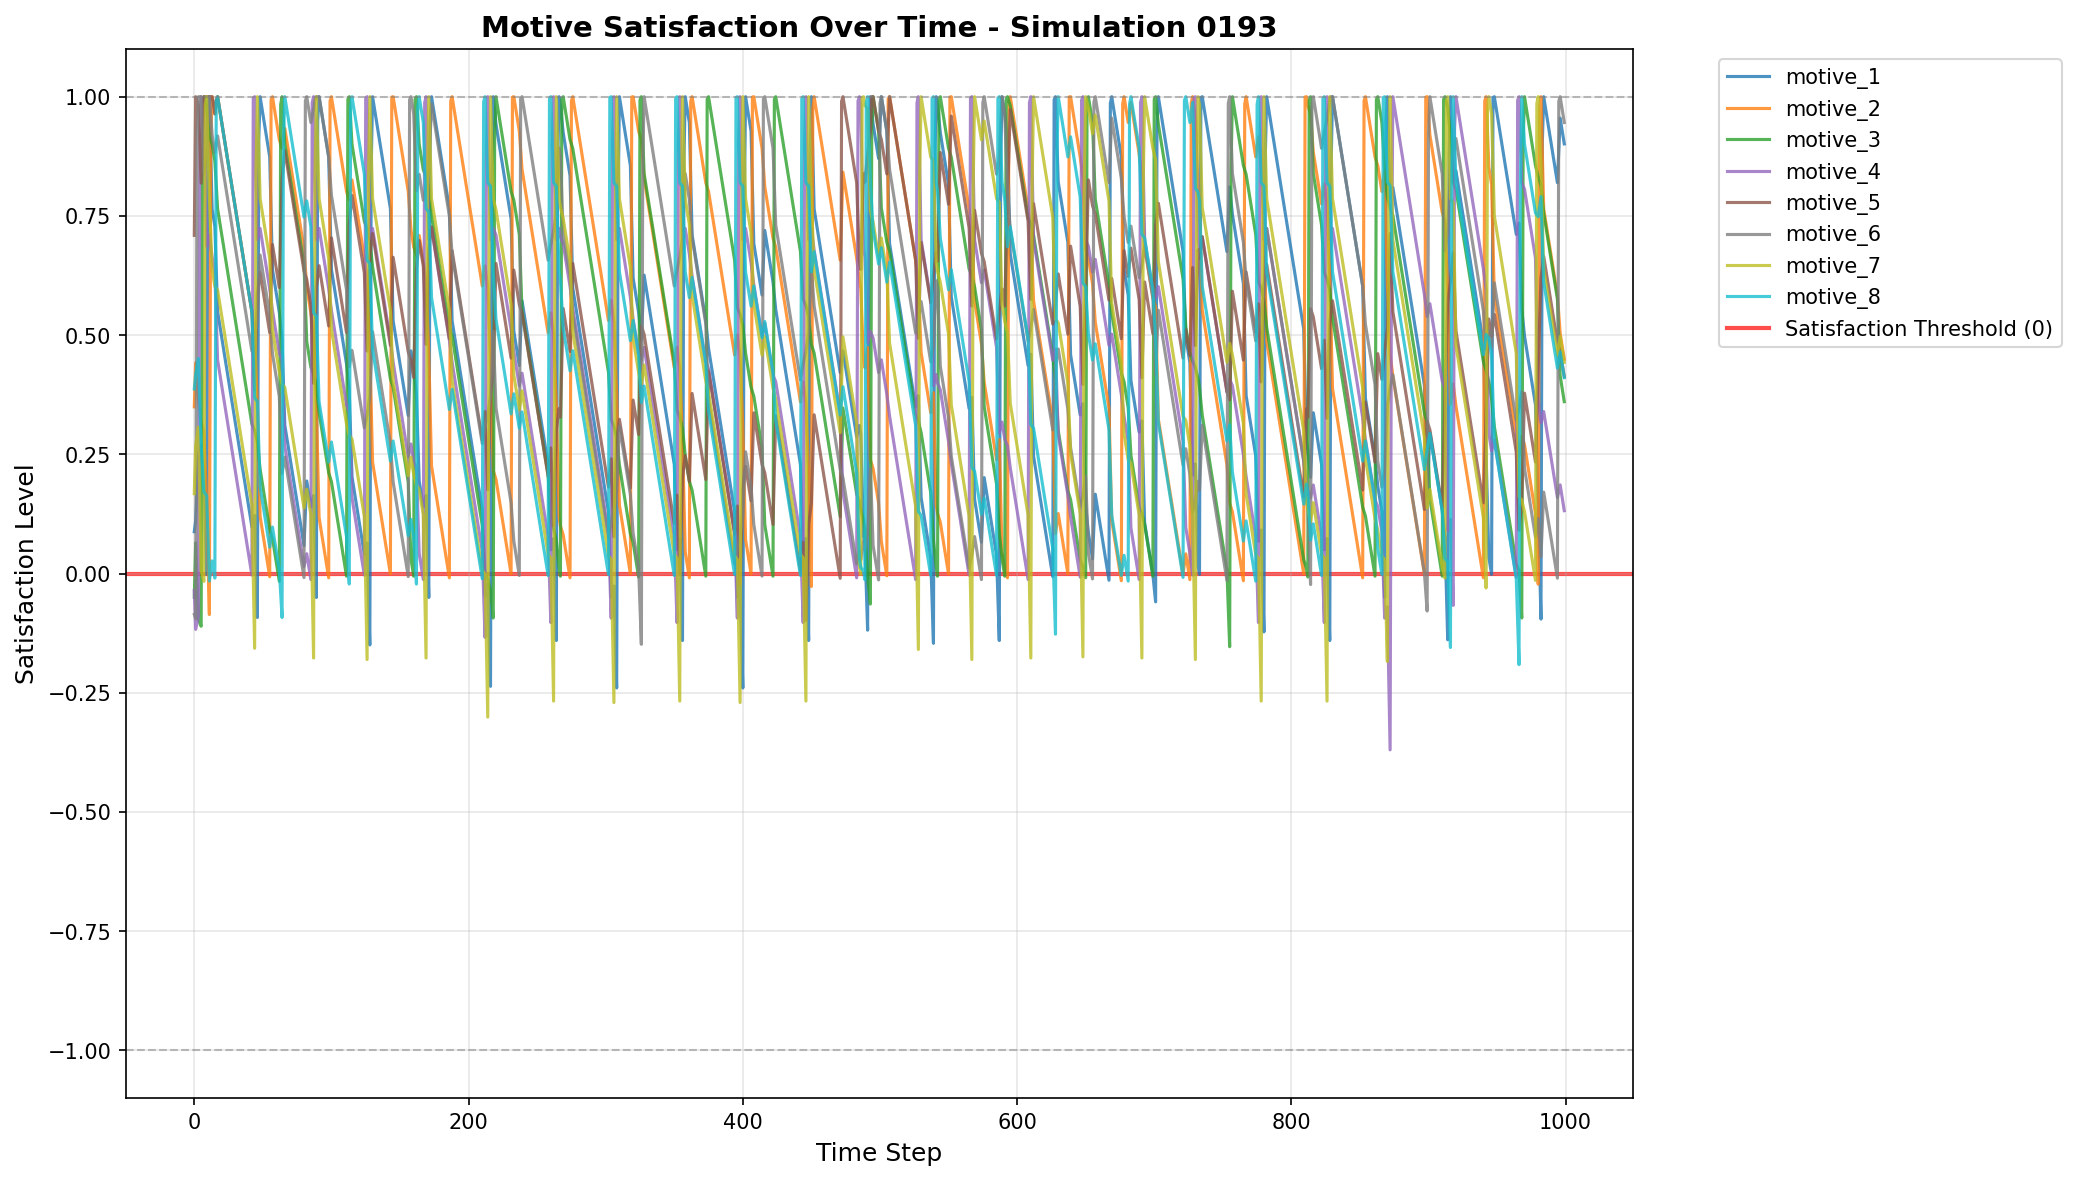 Motive Satisfaction Over Time - Simulation 0193
Satisfaction Level
1.00
0.75
0.50
0.25
0.00
−0.25
−0.50
−0.75
−1.00
0
200
400
600
800
1000
Time Step
motive_1
motive_2
motive_3
motive_4
motive_5
motive_6
motive_7
motive_8
Satisfaction Threshold (0)